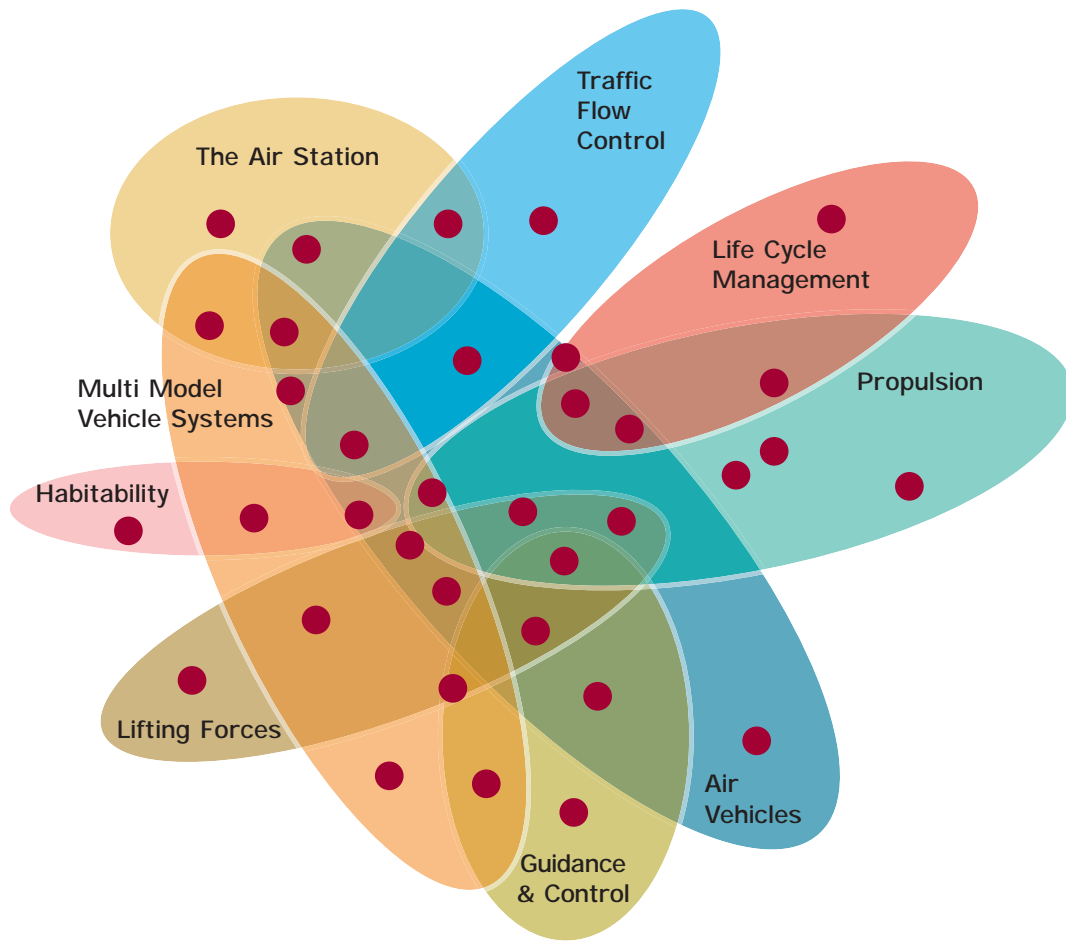 Traffic
Flow
Control
The Air Station
Life Cycle
Management
Propulsion
Multi Model
Vehicle Systems
Habitability
Lifting Forces
Air
Vehicles
Guidance
& Control